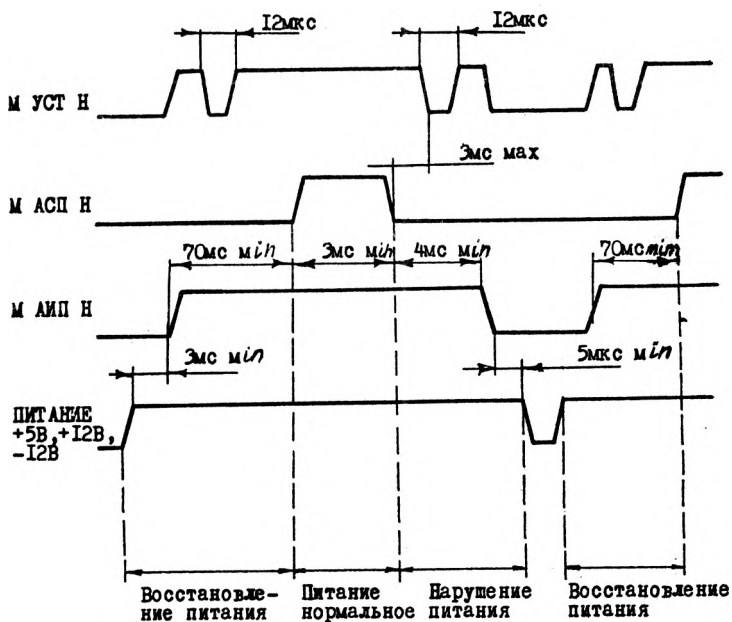 12мкс 12мкс
М УСТ Н
3мс max
М АСП Н
70мс min 3мс min 4мс min 70мс min
М АИП Н
3мс min 5мкс min
ПИТАНИЕ
+5В,+12В,
-12В
Восстановле- Питание Нарушение Восстановление
ние питания нормальное питания питания